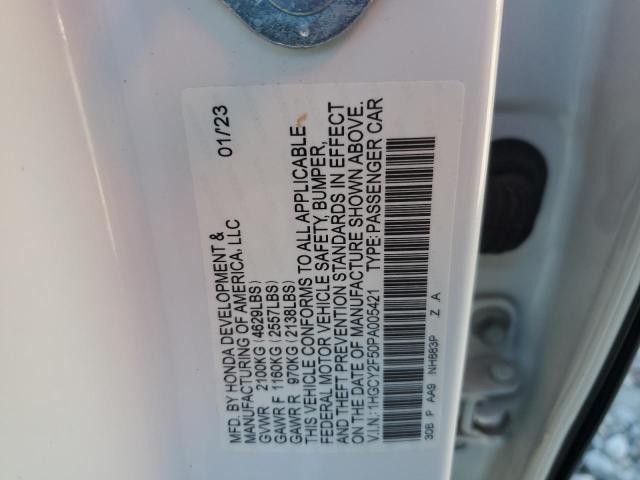 MFD. BY HONDA DEVELOPMENT & 01/'23
MANUFACTURING OF AMERICA, LLC
GVWR 2100KG (4629LBS)
GAWR F 1160KG (2557LBS)
GAWR R 970KG (2138LBS)
THIS VEHICLE CONFORMS TO ALL APPLICABLE
FEDERAL MOTOR VEHICLE SAFETY, BUMPER,
AND THEFT PREVENTION STANDARDS IN EFFECT
ON THE DATE OF MANUFACTURE SHOWN ABOVE.
V.I.N.: 1HGCY2F50PA005421 TYPE: PASSENGER CAR
30B P AA9 NH883P Z A